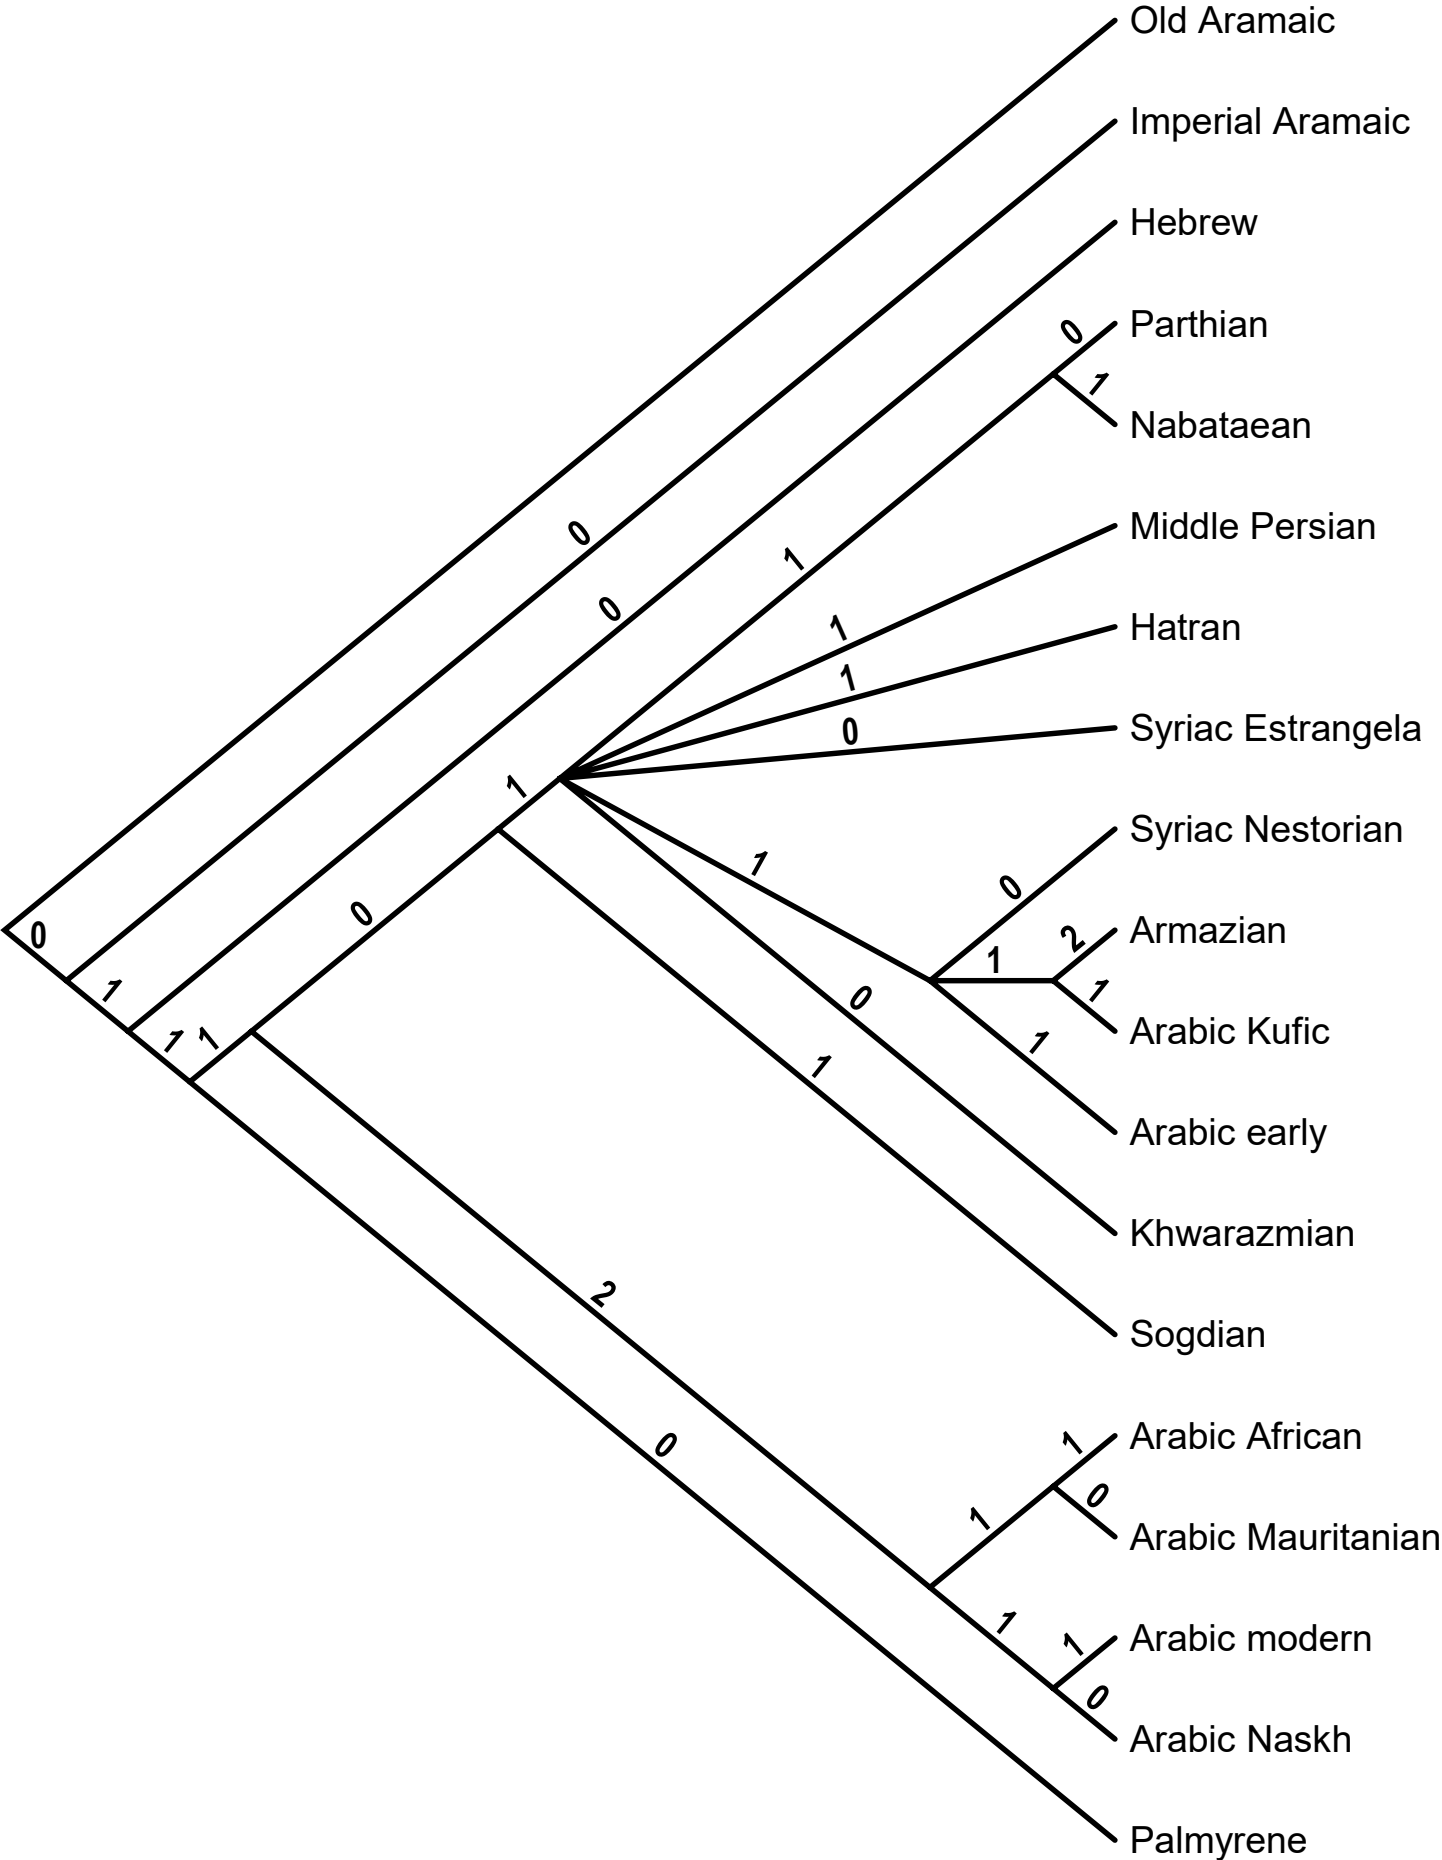 Old Aramaic
Imperial Aramaic
Hebrew
0
Parthian
1
Nabataean
0
Middle Persian
1
0
1
Hatran
1
0
Syriac Estrangela
1
Syriac Nestorian
1
0
0
0
2
Armazian
1
1
1
1
1
0
Arabic Kufic
1
1
Arabic early
Khwarazmian
2
Sogdian
1
Arabic African
0
0
1
Arabic Mauritanian
1
1
Arabic modern
0
Arabic Naskh
Palmyrene